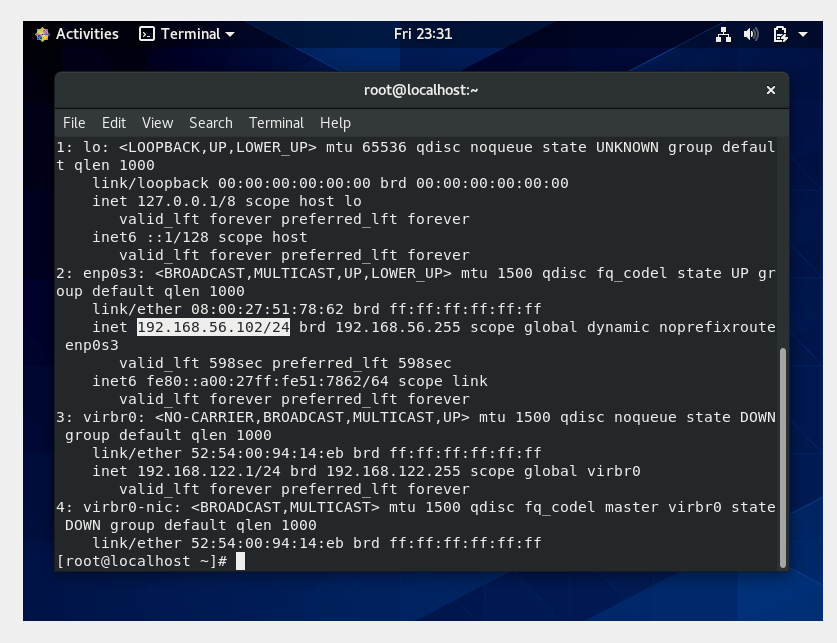 Activities Terminal Fri 23:31
root@localhost:~
File Edit View Search Terminal Help
1: lo: <LOOPBACK,UP,LOWER_UP> mtu 65536 qdisc noqueue state UNKNOWN group defaul
t qlen 1000
    link/loopback 00:00:00:00:00:00 brd 00:00:00:00:00:00
    inet 127.0.0.1/8 scope host lo
       valid_lft forever preferred_lft forever
    inet6 ::1/128 scope host
       valid_lft forever preferred_lft forever
2: enp0s3: <BROADCAST,MULTICAST,UP,LOWER_UP> mtu 1500 qdisc fq_codel state UP gr
oup default qlen 1000
    link/ether 08:00:27:51:78:62 brd ff:ff:ff:ff:ff:ff
    inet 192.168.56.102/24 brd 192.168.56.255 scope global dynamic noprefixroute
 enp0s3
       valid_lft 598sec preferred_lft 598sec
    inet6 fe80::a00:27ff:fe51:7862/64 scope link
       valid_lft forever preferred_lft forever
3: virbr0: <NO-CARRIER,BROADCAST,MULTICAST,UP> mtu 1500 qdisc noqueue state DOWN
 group default qlen 1000
    link/ether 52:54:00:94:14:eb brd ff:ff:ff:ff:ff:ff
    inet 192.168.122.1/24 brd 192.168.122.255 scope global virbr0
       valid_lft forever preferred_lft forever
4: virbr0-nic: <BROADCAST,MULTICAST> mtu 1500 qdisc fq_codel master virbr0 state
 DOWN group default qlen 1000
    link/ether 52:54:00:94:14:eb brd ff:ff:ff:ff:ff:ff
[root@localhost ~]#